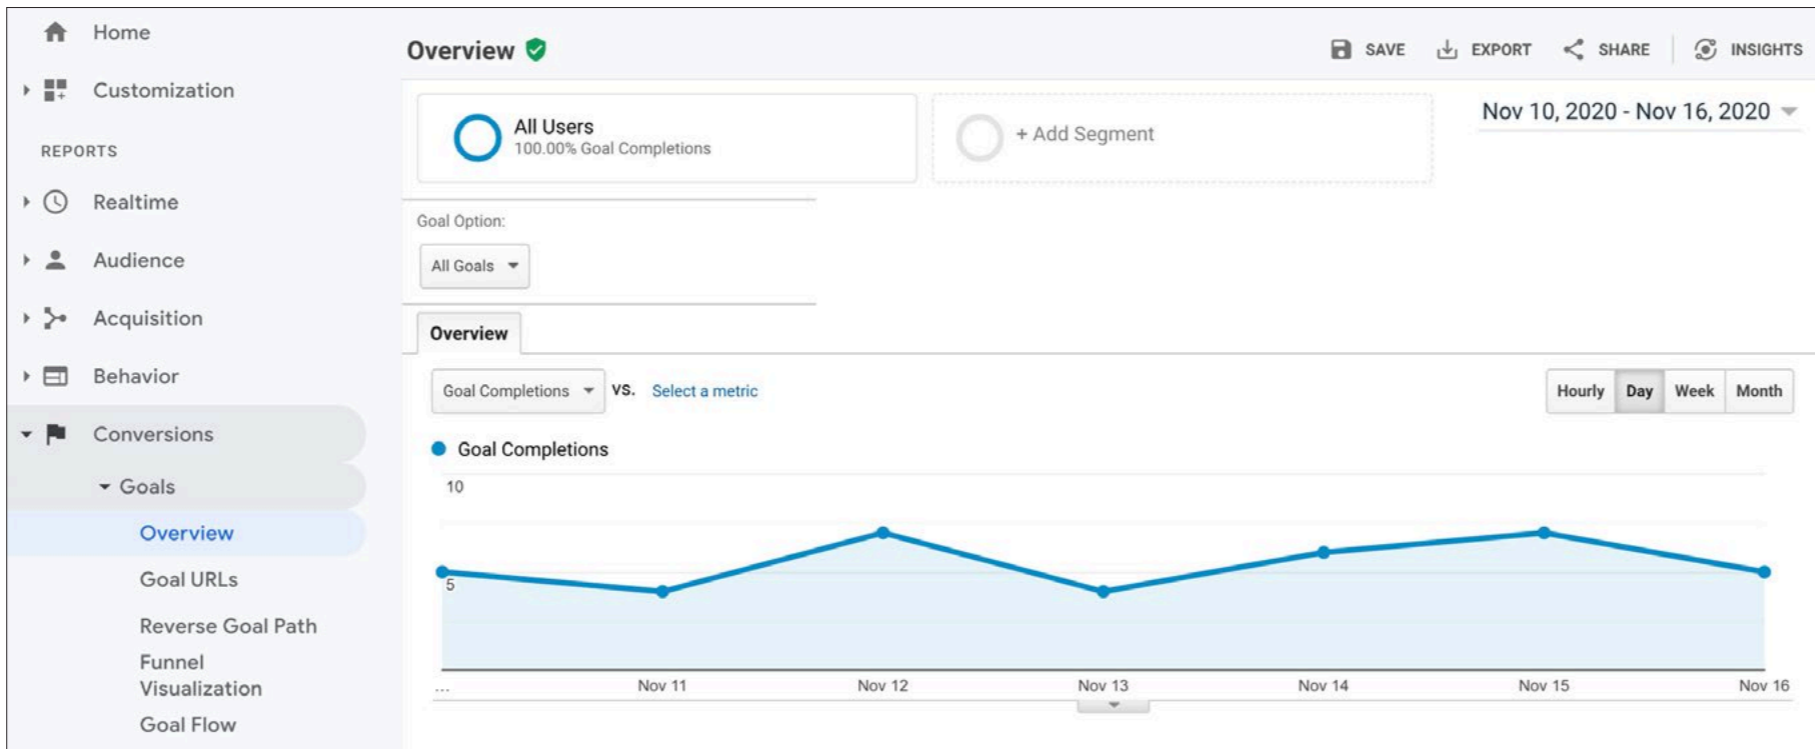 Home
Customization
REPORTS
Realtime
Audience
Acquisition
Behavior
Conversions
Goals
Overview
Goal URLs
Reverse Goal Path
Funnel
Visualization
Goal Flow
Overview
SAVE
EXPORT
SHARE
INSIGHTS
All Users
100.00% Goal Completions
+ Add Segment
Nov 10, 2020 - Nov 16, 2020
Goal Option:
All Goals
Overview
Goal Completions
VS.
Select a metric
Hourly
Day
Week
Month
Goal Completions
10
5
...
Nov 11
Nov 12
Nov 13
Nov 14
Nov 15
Nov 16